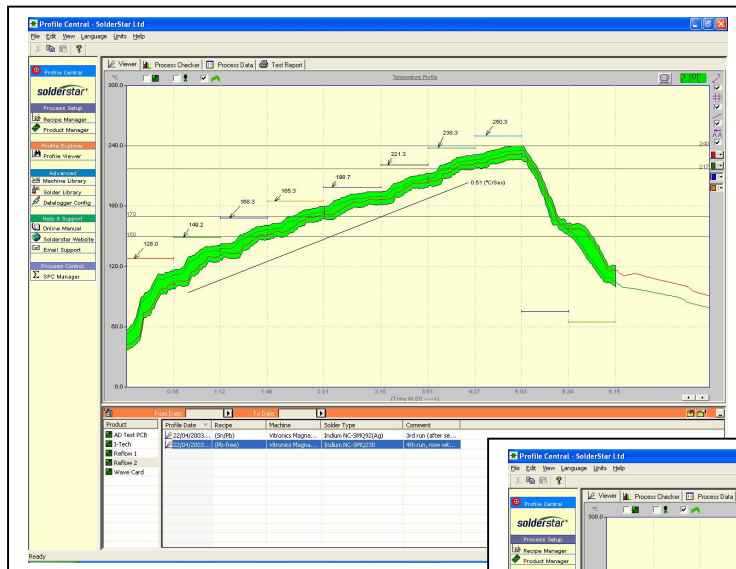 Profile Central - SolderStar Ltd
File Edit View Language Units Help
Profile Central
solderstar
Process Setup
Recipe Manager
Product Manager
Profile Explorer
Profile Viewer
Advanced
Machine Library
Solder Library
Datalogger Config
Help & Support
Online Manual
Solderstar Website
Email Support
Process Control
SPC Manager
Viewer Process Checker Process Data Test Report
°C
Temperature Profile
300.0
260.3
238.3
240.0
240
221.3
217
198.7
0.51 (°C/Sec)
185.3
180.0
168.3
170
149.2
150
128.0
120.0
60.0
0.0
0:36 1:12 1:48 2:31 3:15 3:51 4:27 5:03 5:39 6:15
(Time M:SS ---->)
From Date To Date
Product Profile Date Recipe Machine Solder Type Comment
AD Test PCB 22/04/2003... (Sn/Pb) Vitronics Magna... Indium NC-SMQ92(Ag) 3rd run (after se...
I-Tech 22/04/2003... (Pb-free) Vitronics Magna... Indium NC-SMQ230 4th run, now wit...
Reflow 1
Reflow 2
Wave Card
Ready
Profile Central - SolderStar Ltd
File Edit View Language Units Help
Profile Central
solderstar
Process Setup
Recipe Manager
Product Manager
Viewer Process Checker Process Data
°C
300.0